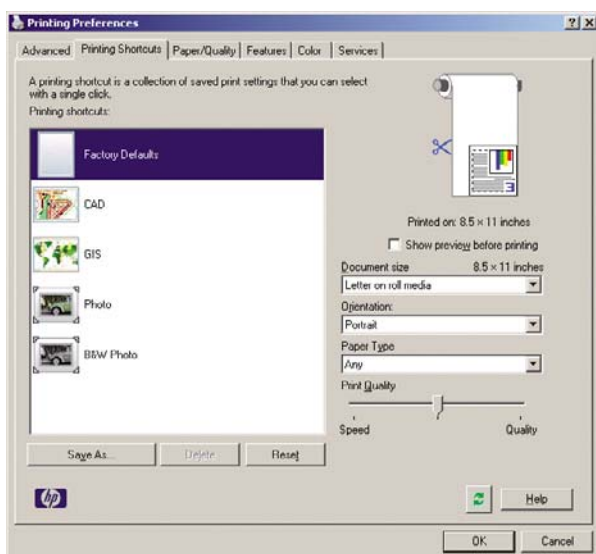 Printing Preferences
Advanced Printing Shortcuts Paper/Quality Features Color Services
A printing shortcut is a collection of saved print settings that you can select
with a single click.
Printing shortcuts:
Factory Defaults
CAD
GIS
Photo
B&W Photo
Save As...
Delete
Reset
3
Printed on: 8.5 × 11 inches
Show preview before printing
Document size 8.5 × 11 inches
Letter on roll media
Orientation:
Portrait
Paper Type
Any
Print Quality
Speed Quality
hp
Help
OK Cancel